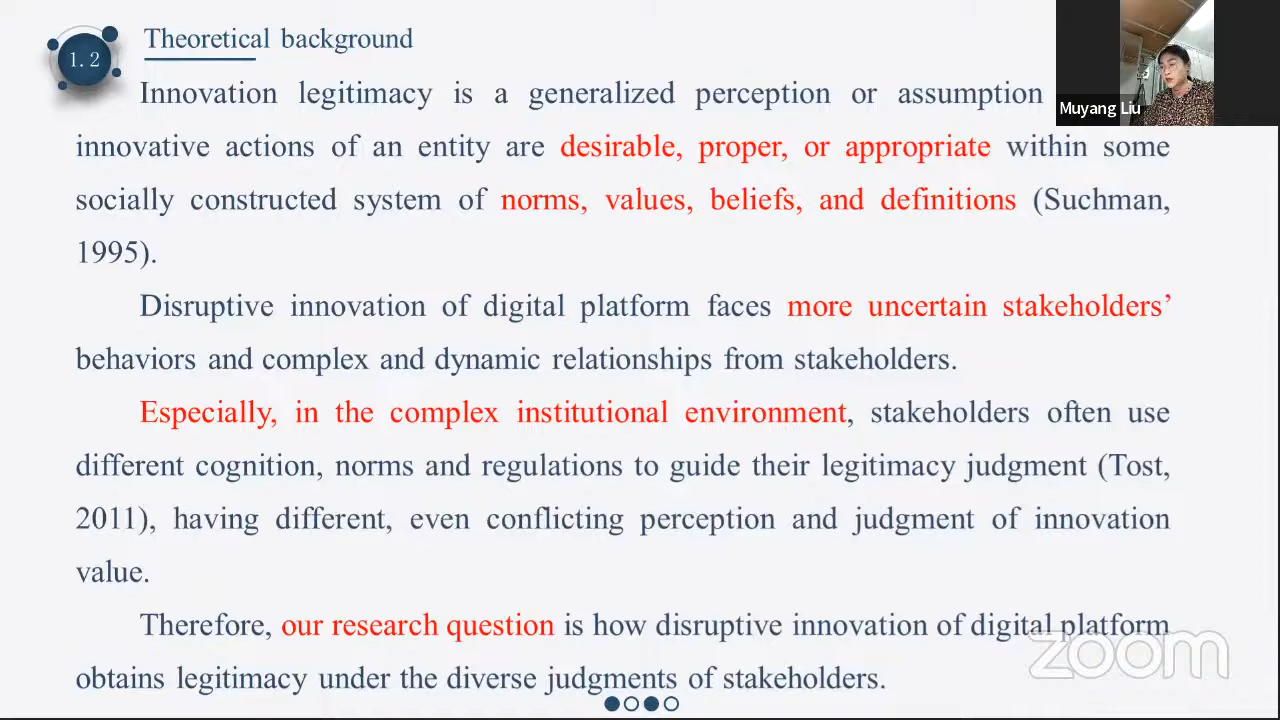 1.2
Theoretical background
Innovation legitimacy is a generalized perception or assumption
innovative actions of an entity are desirable, proper, or appropriate within some
socially constructed system of norms, values, beliefs, and definitions (Suchman,
1995).
Disruptive innovation of digital platform faces more uncertain stakeholders’
behaviors and complex and dynamic relationships from stakeholders.
Especially, in the complex institutional environment, stakeholders often use
different cognition, norms and regulations to guide their legitimacy judgment (Tost,
2011), having different, even conflicting perception and judgment of innovation
value.
Therefore, our research question is how disruptive innovation of digital platform
obtains legitimacy under the diverse judgments of stakeholders.
Muyang Liu
zoom